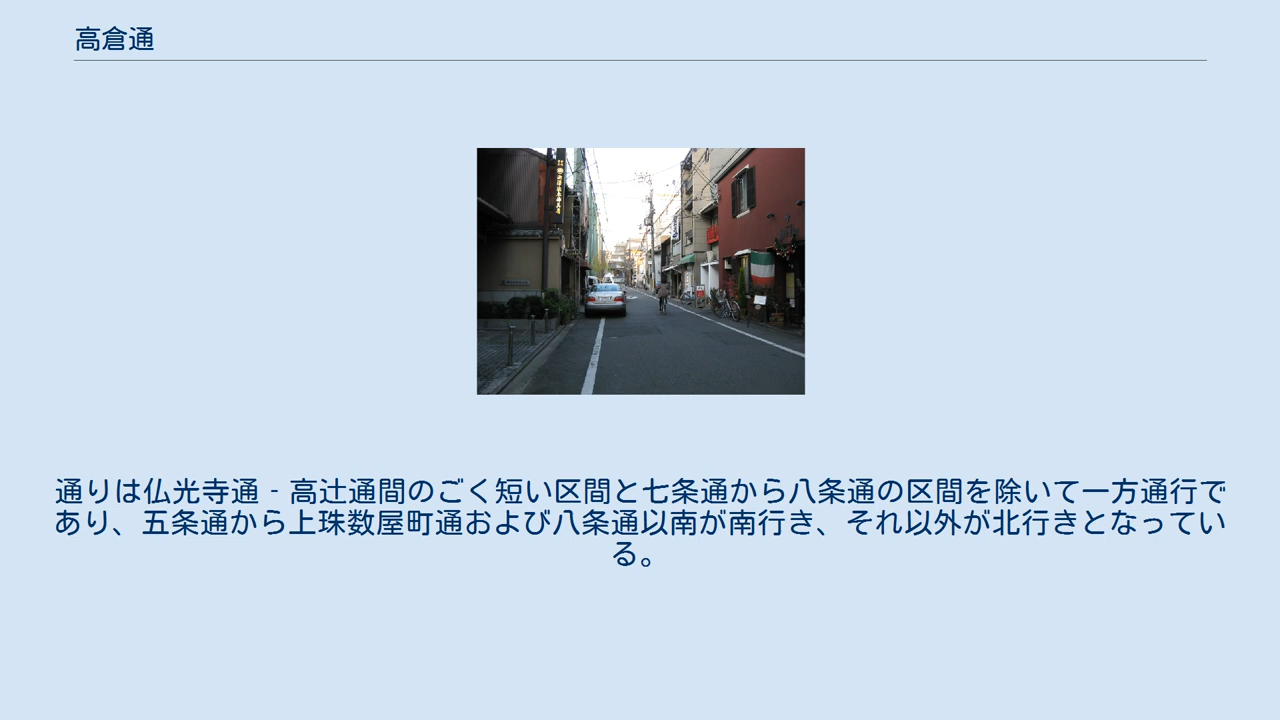 高倉通
通りは仏光寺通 - 高辻通間のごく短い区間と七条通から八条通の区間を除いて一方通行で
あり、五条通から上珠数屋町通および八条通以南が南行き、それ以外が北行きとなってい
る。